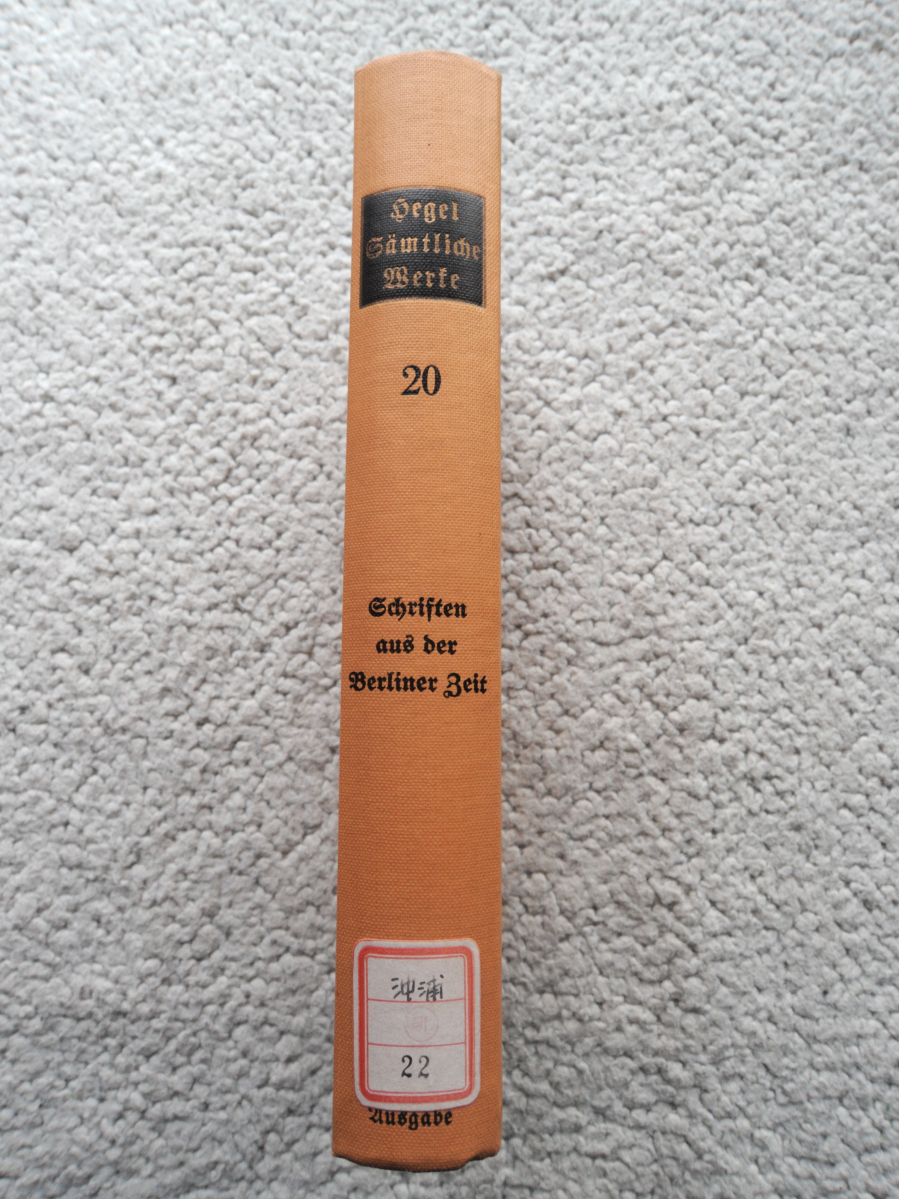 Hegel
Sämtliche
Werke
20
Schriften
aus der
Berliner Zeit
沖浦
22
Ausgabe